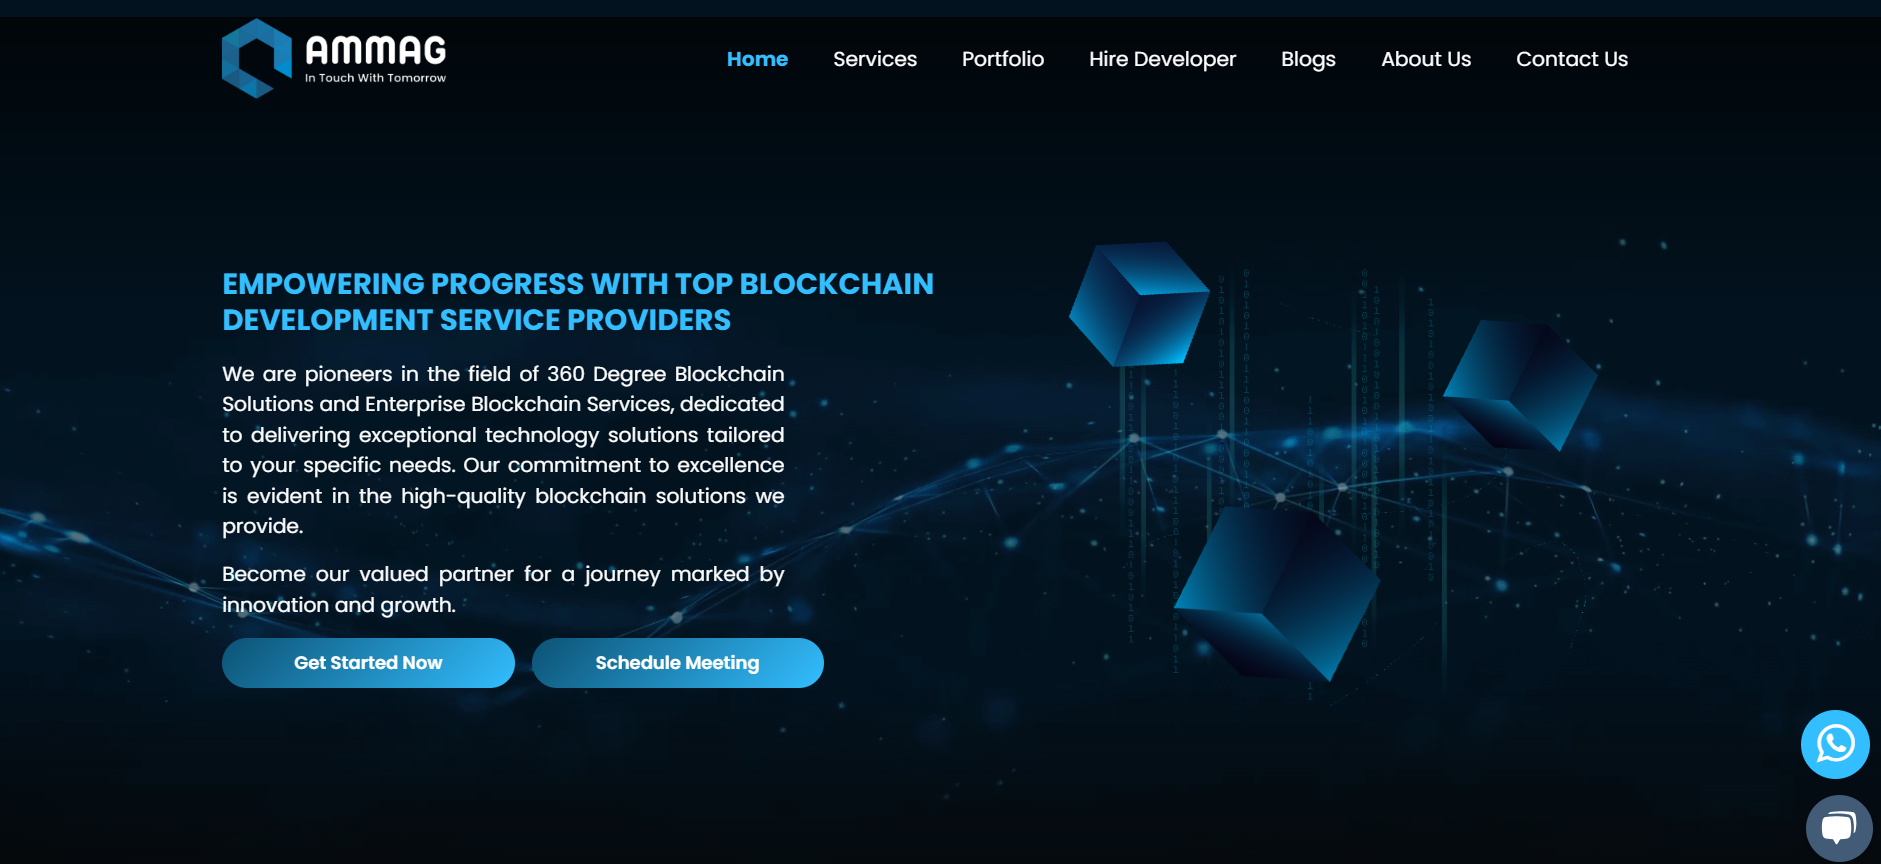 AMMAG
In Touch With Tomorrow
Home
Services
Portfolio
Hire Developer
Blogs
About Us
Contact Us
EMPOWERING PROGRESS WITH TOP BLOCKCHAIN
DEVELOPMENT SERVICE PROVIDERS
We are pioneers in the field of 360 Degree Blockchain
Solutions and Enterprise Blockchain Services, dedicated
to delivering exceptional technology solutions tailored
to your specific needs. Our commitment to excellence
is evident in the high-quality blockchain solutions we
provide.
Become our valued partner for a journey marked by
innovation and growth.
Get Started Now
Schedule Meeting